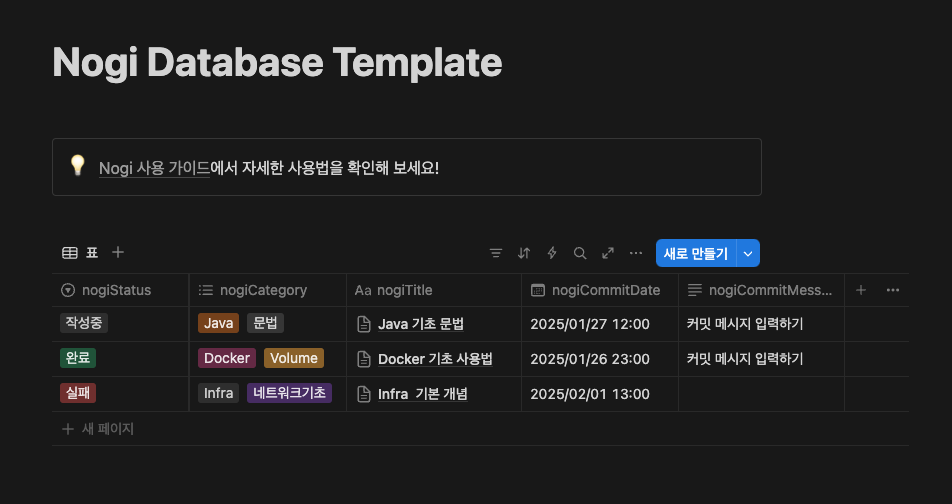 Nogi Database Template
Nogi 사용 가이드에서 자세한 사용법을 확인해 보세요!
표
새로 만들기
nogiStatus nogiCategory Aa nogiTitle nogiCommitDate nogiCommitMess...
작성중 Java 문법 Java 기초 문법 2025/01/27 12:00 커밋 메시지 입력하기
완료 Docker Volume Docker 기초 사용법 2025/01/26 23:00 커밋 메시지 입력하기
실패 Infra 네트워크기초 Infra 기본 개념 2025/02/01 13:00
새 페이지